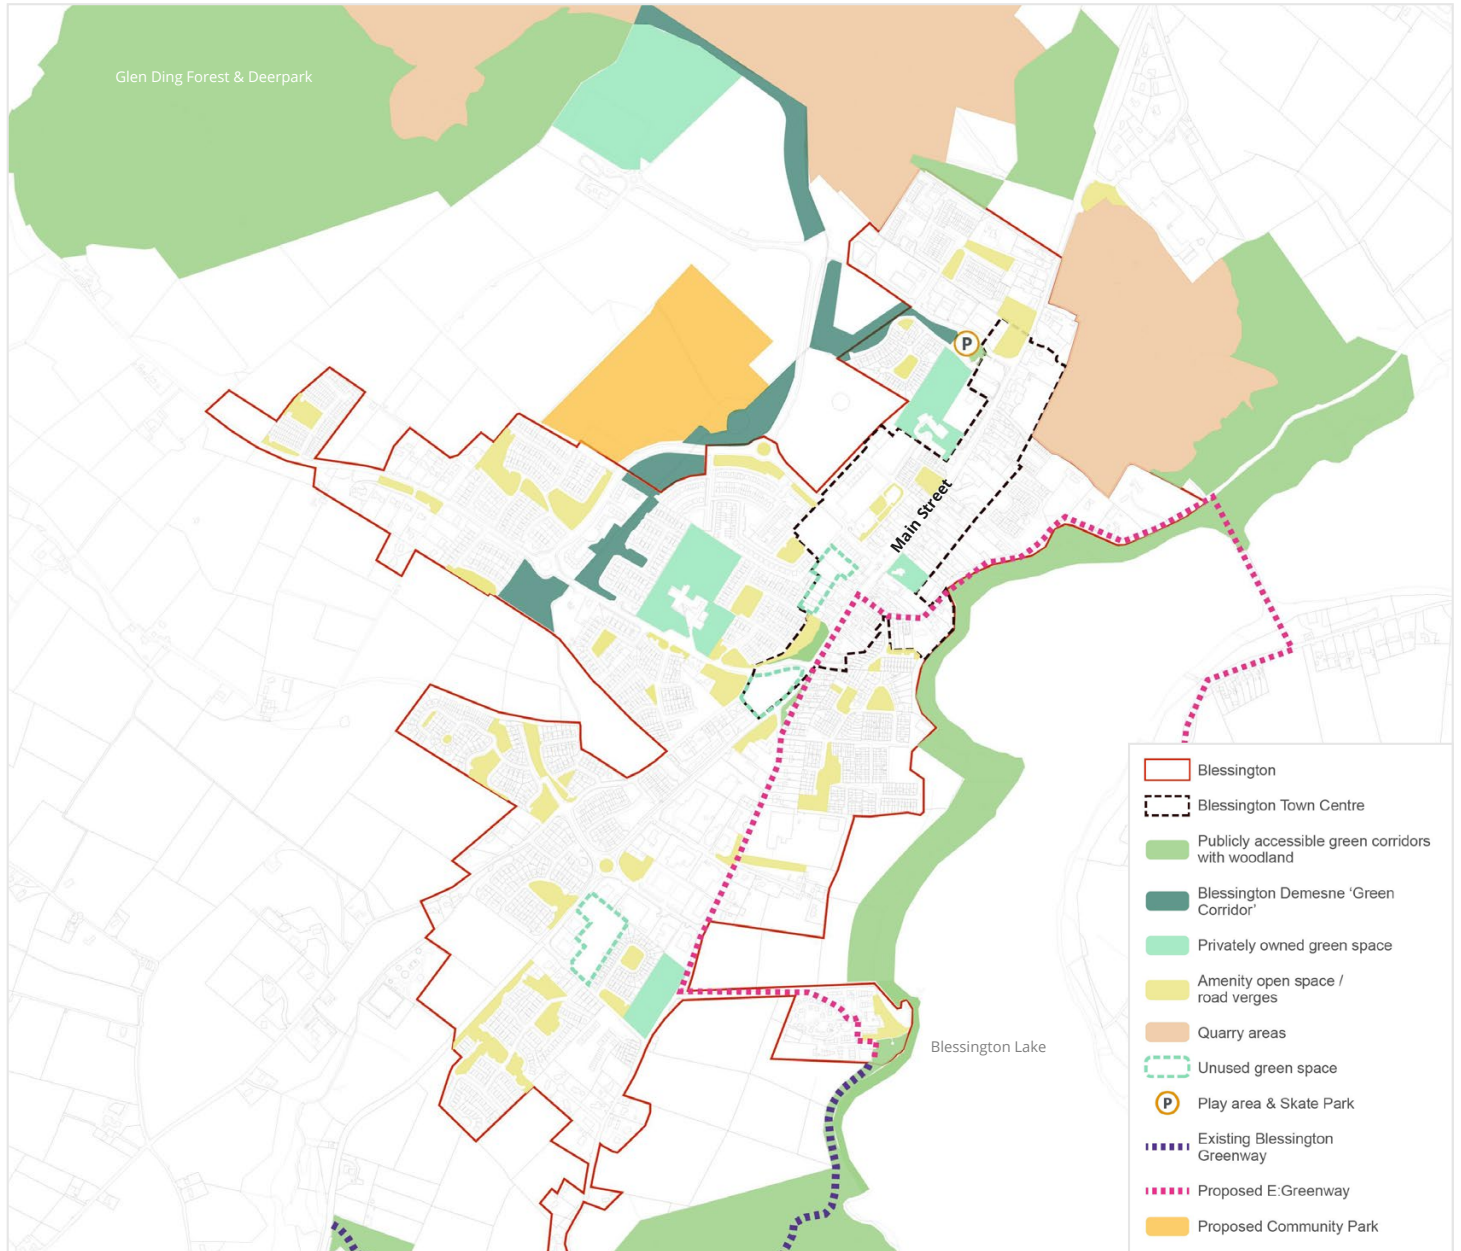 Glen Ding Forest & Deerpark
P
Main Street
Blessington Lake
Blessington
Blessington Town Centre
Publicly accessible green corridors
with woodland
Blessington Demesne ‘Green
Corridor’
Privately owned green space
Amenity open space /
road verges
Quarry areas
Unused green space
P
Play area & Skate Park
Existing Blessington
Greenway
Proposed E:Greenway
Proposed Community Park